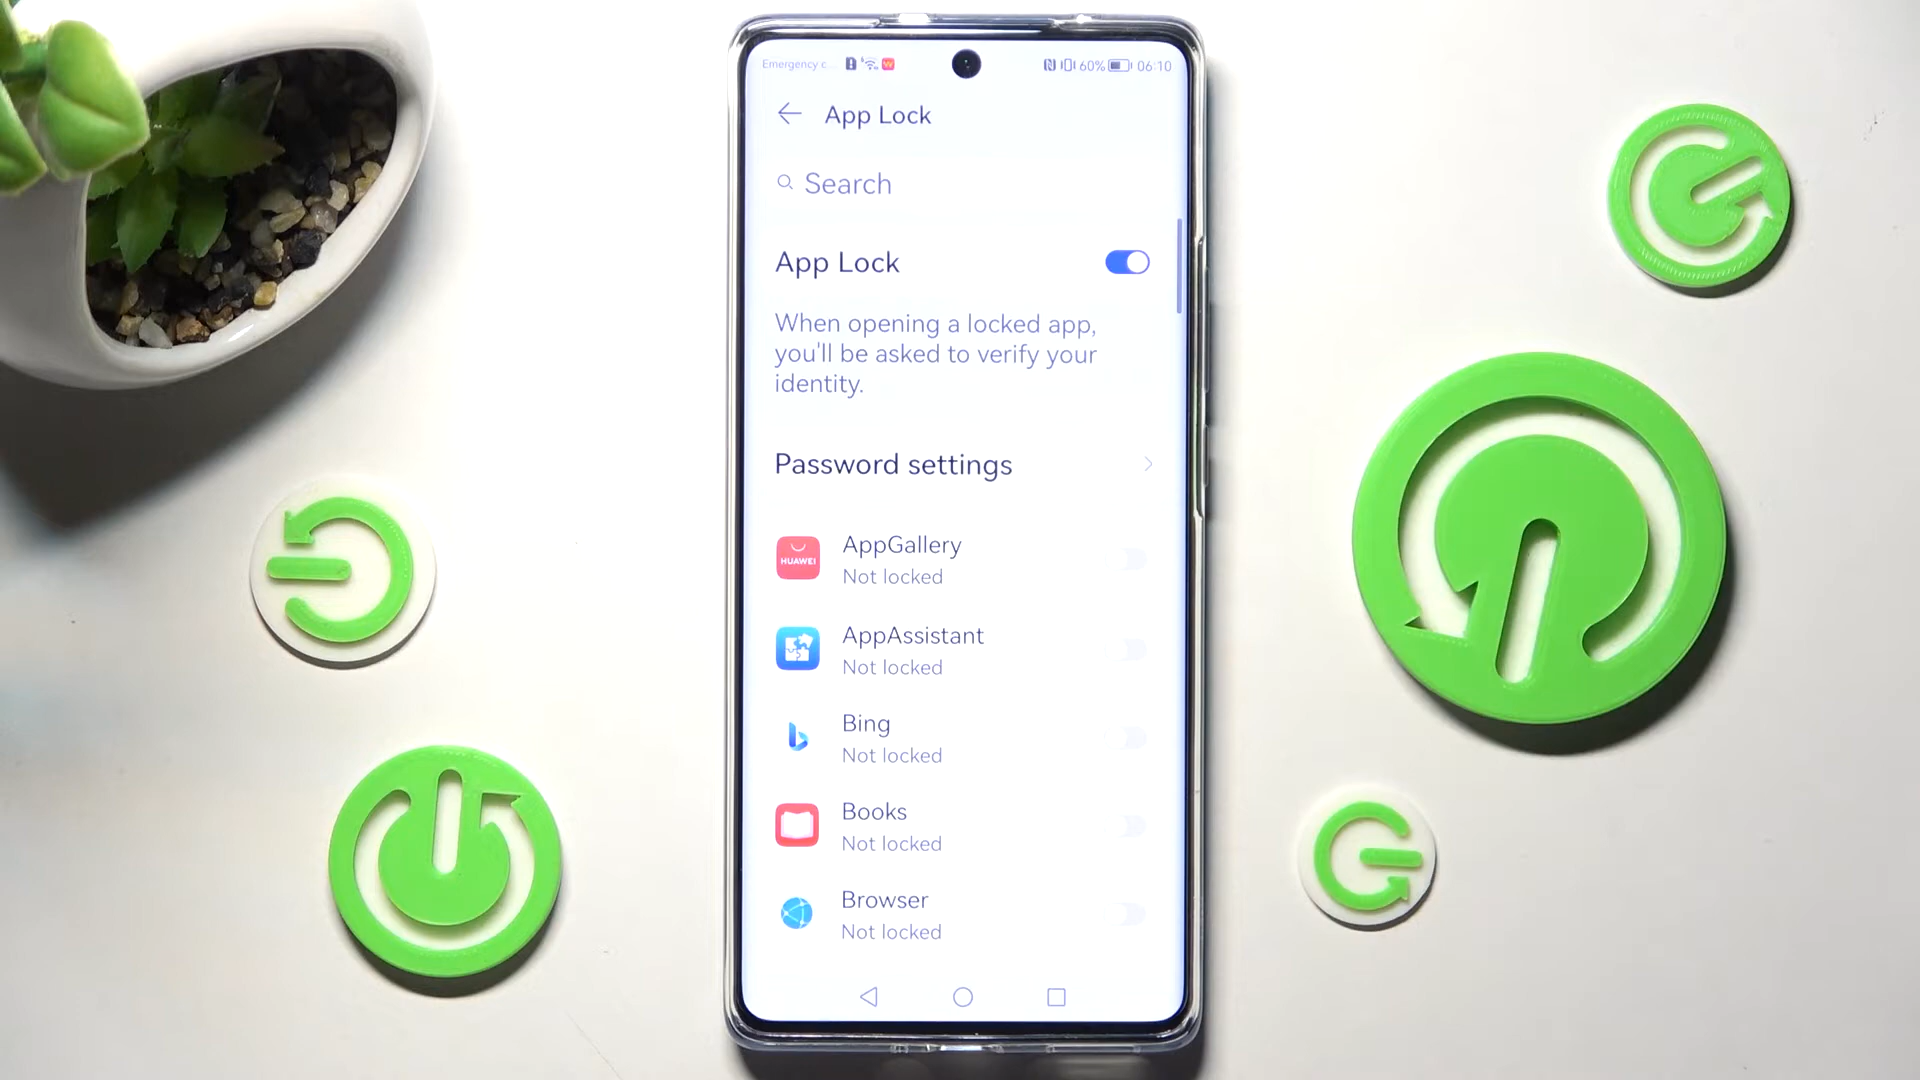 Emergency c... 60% 06:10
App Lock
Search
App Lock
When opening a locked app,
you'll be asked to verify your
identity.
Password settings
HUAWEI
AppGallery
Not locked
AppAssistant
Not locked
Bing
Not locked
Books
Not locked
Browser
Not locked